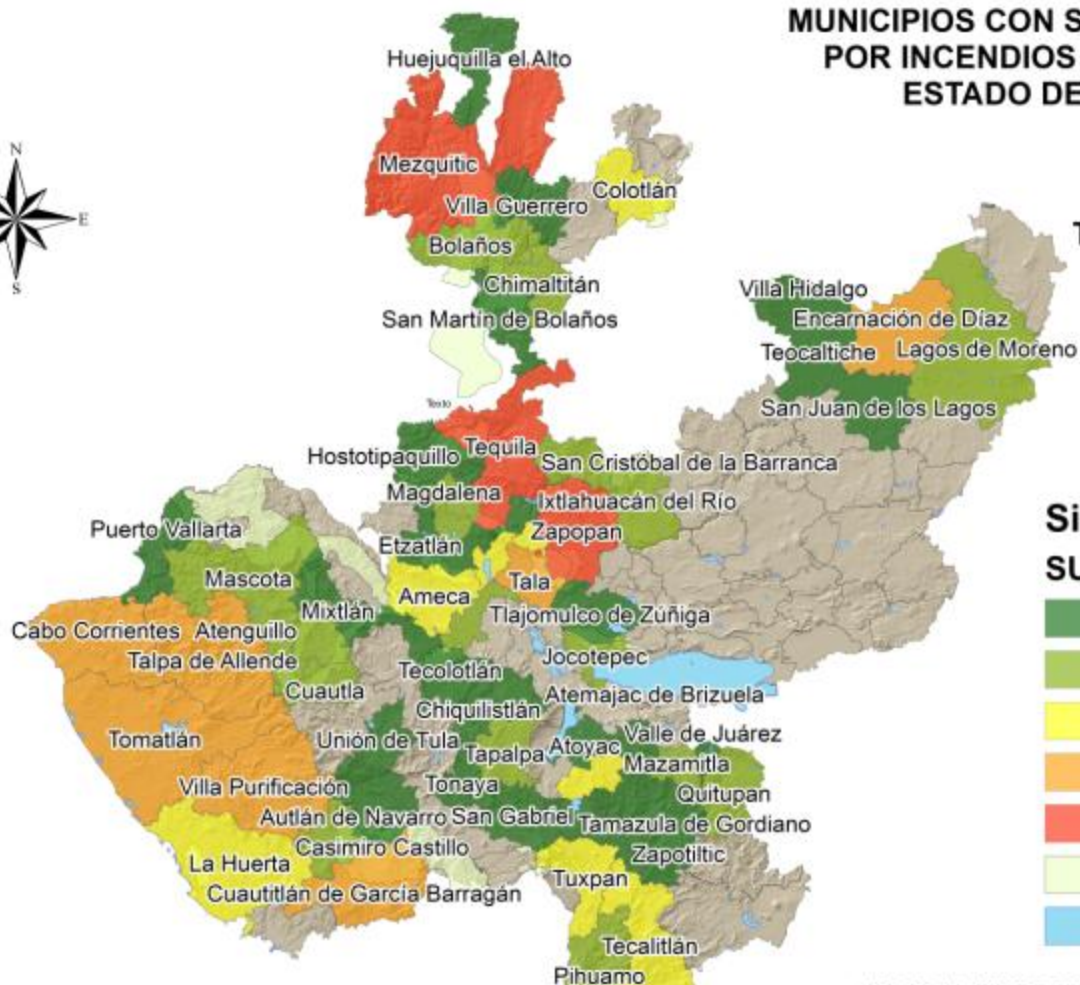 MUNICIPIOS CON S
POR INCENDIOS
ESTADO DE
N
E
S
T
Huejuquilla el Alto
Mezquitic
Colotlán
Villa Guerrero
Bolaños
Chimaltitán
San Martín de Bolaños
Villa Hidalgo
Encarnación de Díaz
Teocaltiche
Lagos de Moreno
San Juan de los Lagos
Texto
Tequila
Hostotipaquillo
San Cristóbal de la Barranca
Magdalena
Ixtlahuacán del Río
Puerto Vallarta
Zapopan
Etzatlán
Mascota
Tala
Ameca
Mixtlán
Tlajomulco de Zúñiga
Cabo Corrientes
Atenguillo
Talpa de Allende
Jocotepec
Tecolotlán
Cuautla
Atemajac de Brizuela
Chiquilistlán
Tomatlán
Unión de Tula
Tapalpa
Atoyac
Valle de Juárez
Mazamitla
Villa Purificación
Tonaya
Quitupan
Autlán de Navarro
San Gabriel
Tamazula de Gordiano
Casimiro Castillo
Zapotiltic
La Huerta
Tuxpan
Cuautitlán de García Barragán
Tecalitlán
Pihuamo
Si
SU